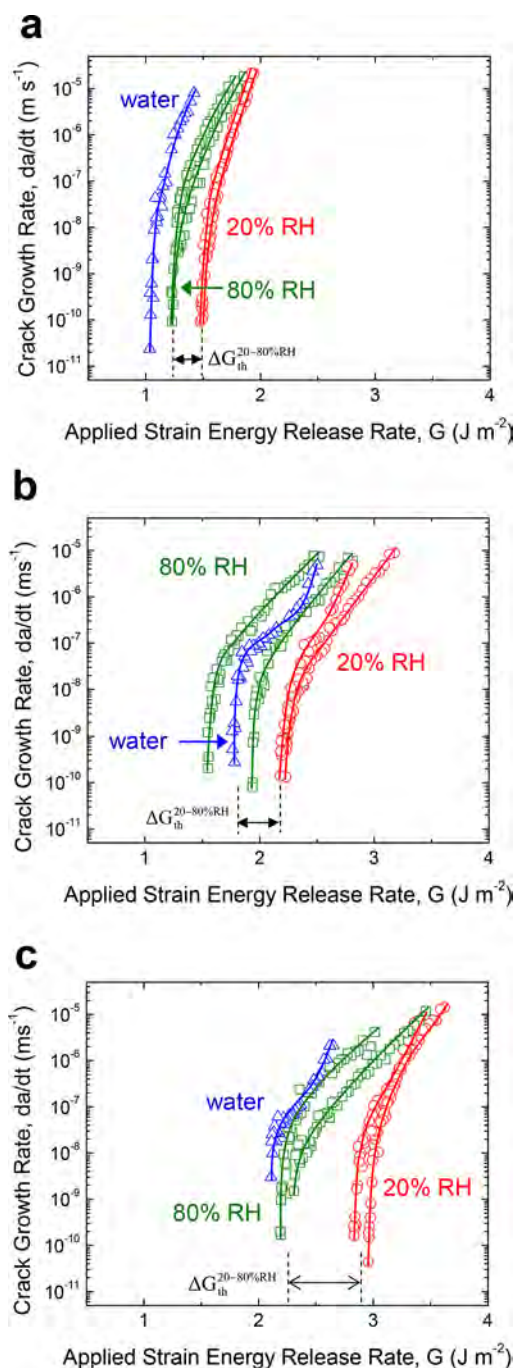 a
Crack Growth Rate, da/dt (m s⁻¹)
10⁻⁵
10⁻⁶
10⁻⁷
10⁻⁸
10⁻⁹
10⁻¹⁰
10⁻¹¹
water
20% RH
80% RH
ΔG_th^20-80%RH
1 2 3 4
Applied Strain Energy Release Rate, G (J m⁻²)
b
Crack Growth Rate, da/dt (ms⁻¹)
10⁻⁵
10⁻⁶
10⁻⁷
10⁻⁸
10⁻⁹
10⁻¹⁰
10⁻¹¹
80% RH
20% RH
water
ΔG_th^20-80%RH
1 2 3 4
Applied Strain Energy Release Rate, G (J m⁻²)
c
Crack Growth Rate, da/dt (ms⁻¹)
10⁻⁵
10⁻⁶
10⁻⁷
10⁻⁸
10⁻⁹
10⁻¹⁰
10⁻¹¹
water
80% RH
20% RH
ΔG_th^20-80%RH
1 2 3 4
Applied Strain Energy Release Rate, G (J m⁻²)